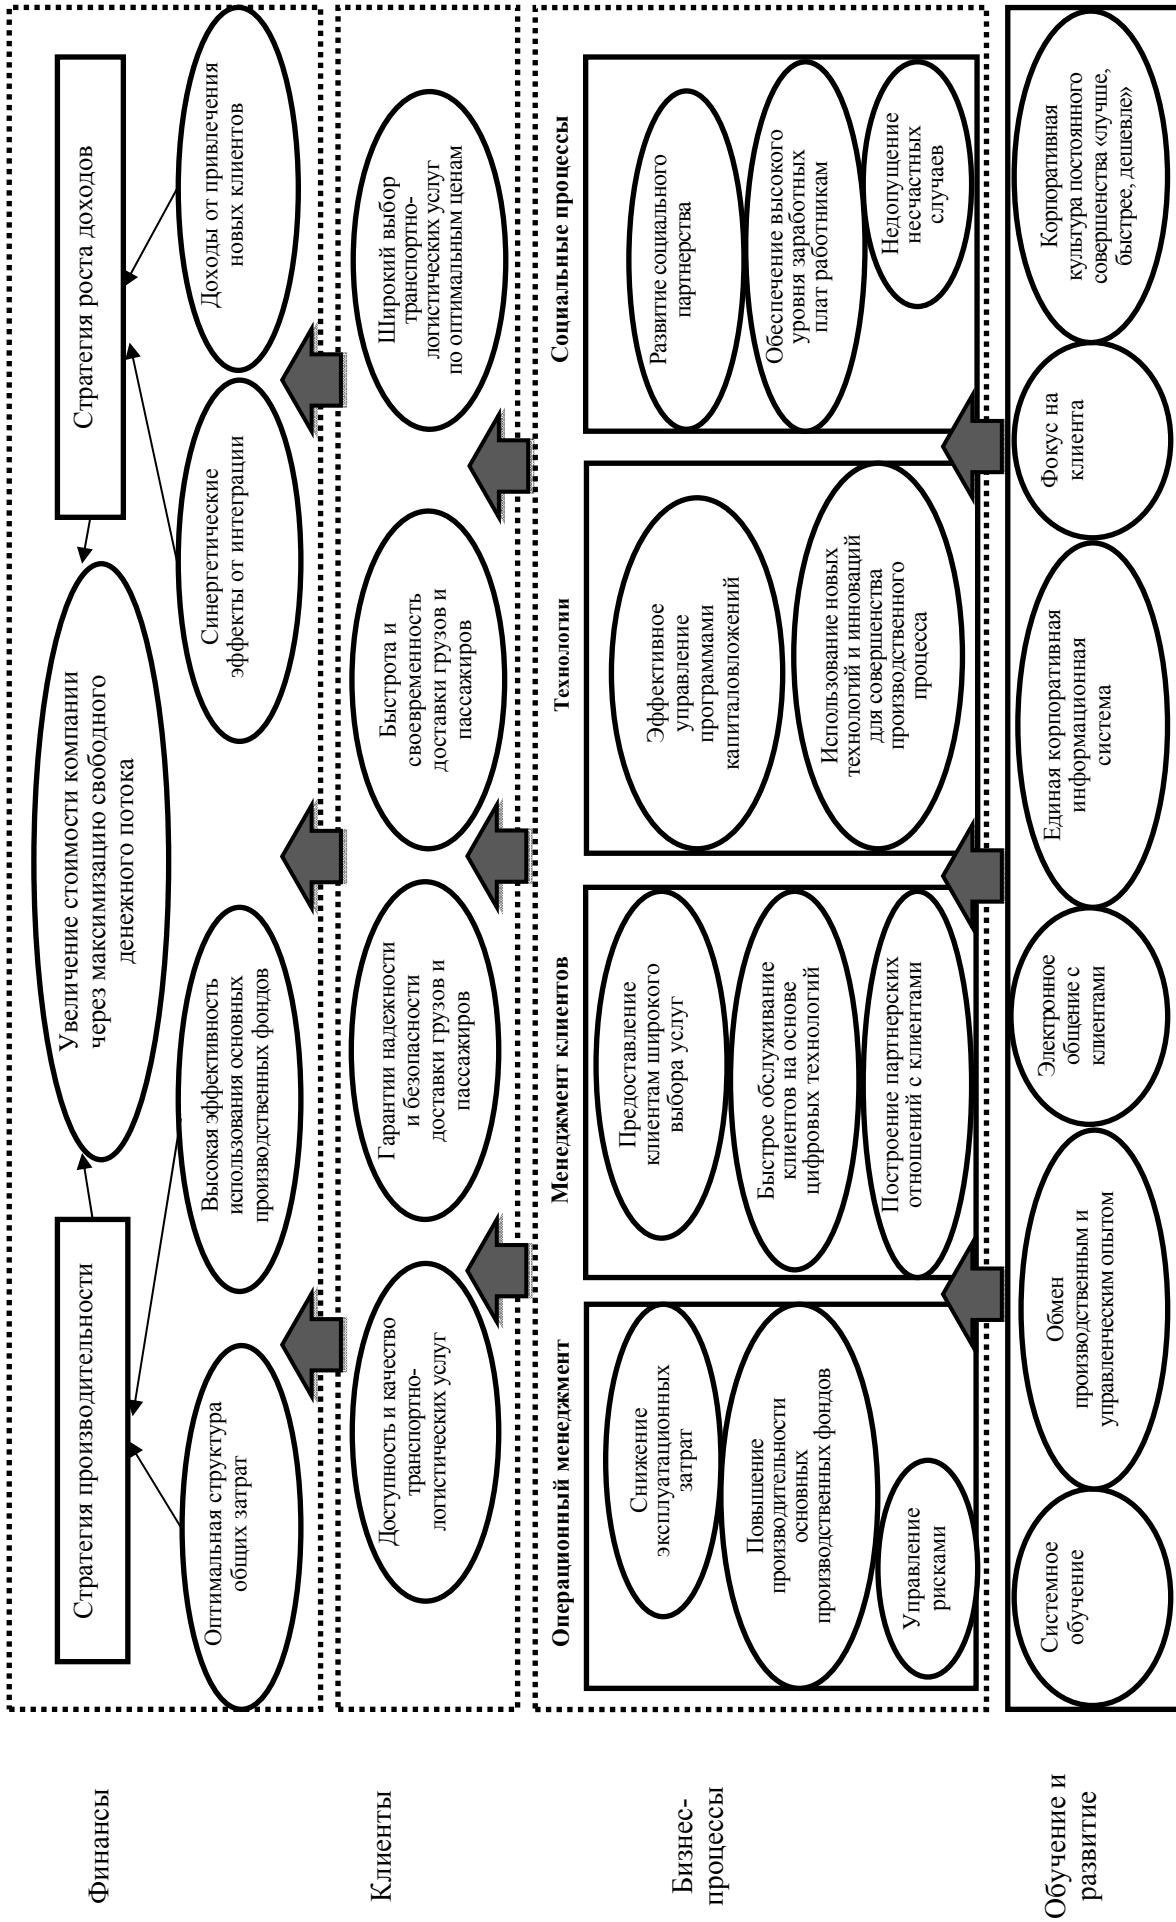 Финансы
Стратегия производительности
Увеличение стоимости компании
через максимизацию свободного
денежного потока
Стратегия роста доходов
Оптимальная структура
общих затрат
Высокая эффективность
использования основных
производственных фондов
Синергетические
эффекты от интеграции
Доходы от привлечения
новых клиентов
Клиенты
Доступность и качество
транспортно-
логистических услуг
Гарантии надежности
и безопасности
доставки грузов и
пассажиров
Быстрота и
своевременность
доставки грузов и
пассажиров
Широкий выбор
транспортно-
логистических услуг
по оптимальным ценам
Бизнес-
процессы
Операционный менеджмент
Снижение
эксплуатационных
затрат
Повышение
производительности
основных
производственных фондов
Управление
рисками
Менеджмент клиентов
Предоставление
клиентам широкого
выбора услуг
Быстрое обслуживание
клиентов на основе
цифровых технологий
Построение партнерских
отношений с клиентами
Технологии
Эффективное
управление
программами
капиталовложений
Использование новых
технологий и инноваций
для совершенства
производственного
процесса
Социальные процессы
Развитие социального
партнерства
Обеспечение высокого
уровня заработных
плат работникам
Недопущение
несчастных
случаев
Обучение и
развитие
Системное
обучение
Обмен
производственным и
управленческим опытом
Электронное
общение с
клиентами
Единая корпоративная
информационная
система
Фокус на
клиента
Корпоративная
культура постоянного
совершенства «лучше,
быстрее, дешевле»